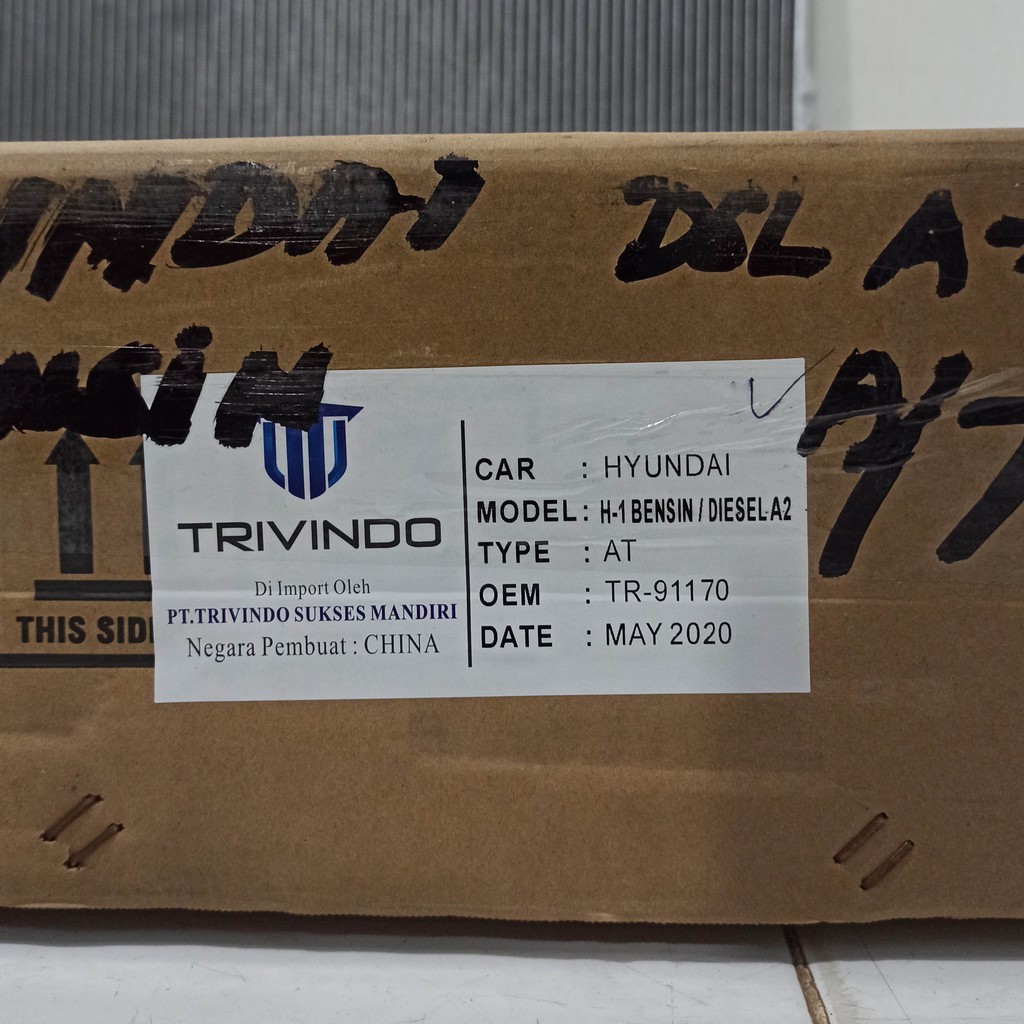 DSL A-
TRIVINDO
Di Import Oleh
PT.TRIVINDO SUKSES MANDIRI
Negara Pembuat : CHINA
CAR : HYUNDAI
MODEL : H-1 BENSIN / DIESEL-A2
TYPE : AT
OEM : TR-91170
DATE : MAY 2020
THIS SID